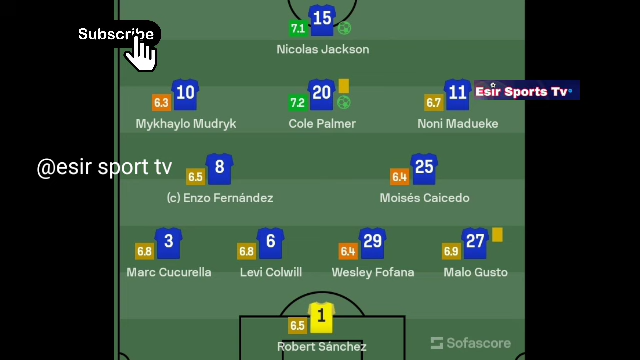 15
7.1
Nicolas Jackson
Subscribe
10
6.3
Mykhaylo Mudryk
20
7.2
Cole Palmer
11
6.7
Noni Madueke
Esir Sports Tv
@esir sport tv
8
6.5
(c) Enzo Fernández
25
6.4
Moisés Caicedo
3
6.8
Marc Cucurella
6
6.8
Levi Colwill
29
6.4
Wesley Fofana
27
6.9
Malo Gusto
1
6.5
Robert Sánchez
Sofascore